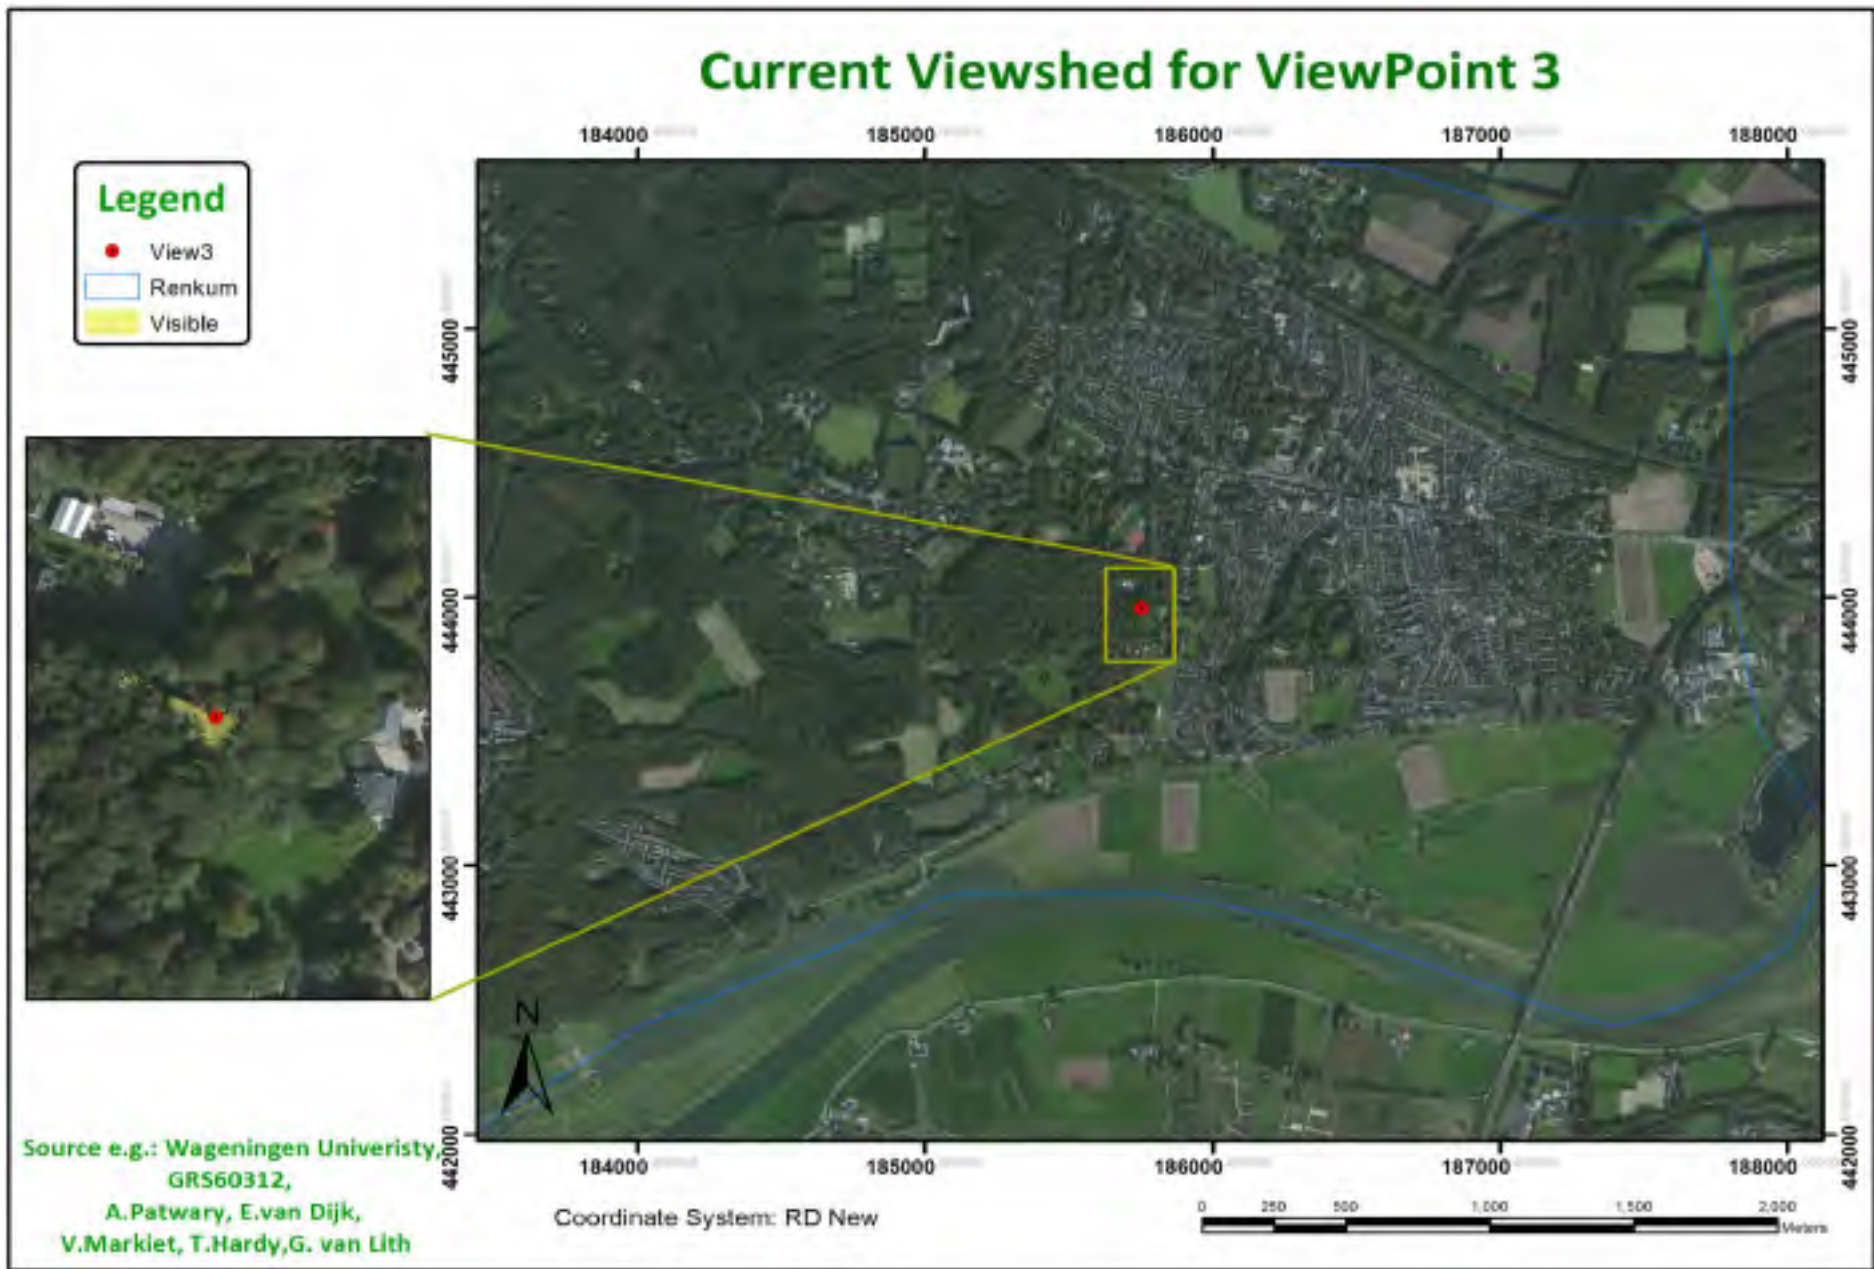 Current Viewshed for ViewPoint 3
184000 185000 186000 187000 188000
Legend
View3
Renkum
Visible
445000 445000
444000 444000
443000 443000
442000 442000
N
184000 185000 186000 187000 188000
Source e.g.: Wageningen Univeristy,
GRS60312,
A.Patwary, E.van Dijk,
V.Markiet, T.Hardy,G. van Lith
Coordinate System: RD New
0 250 500 1,000 1,500 2,000
Meters